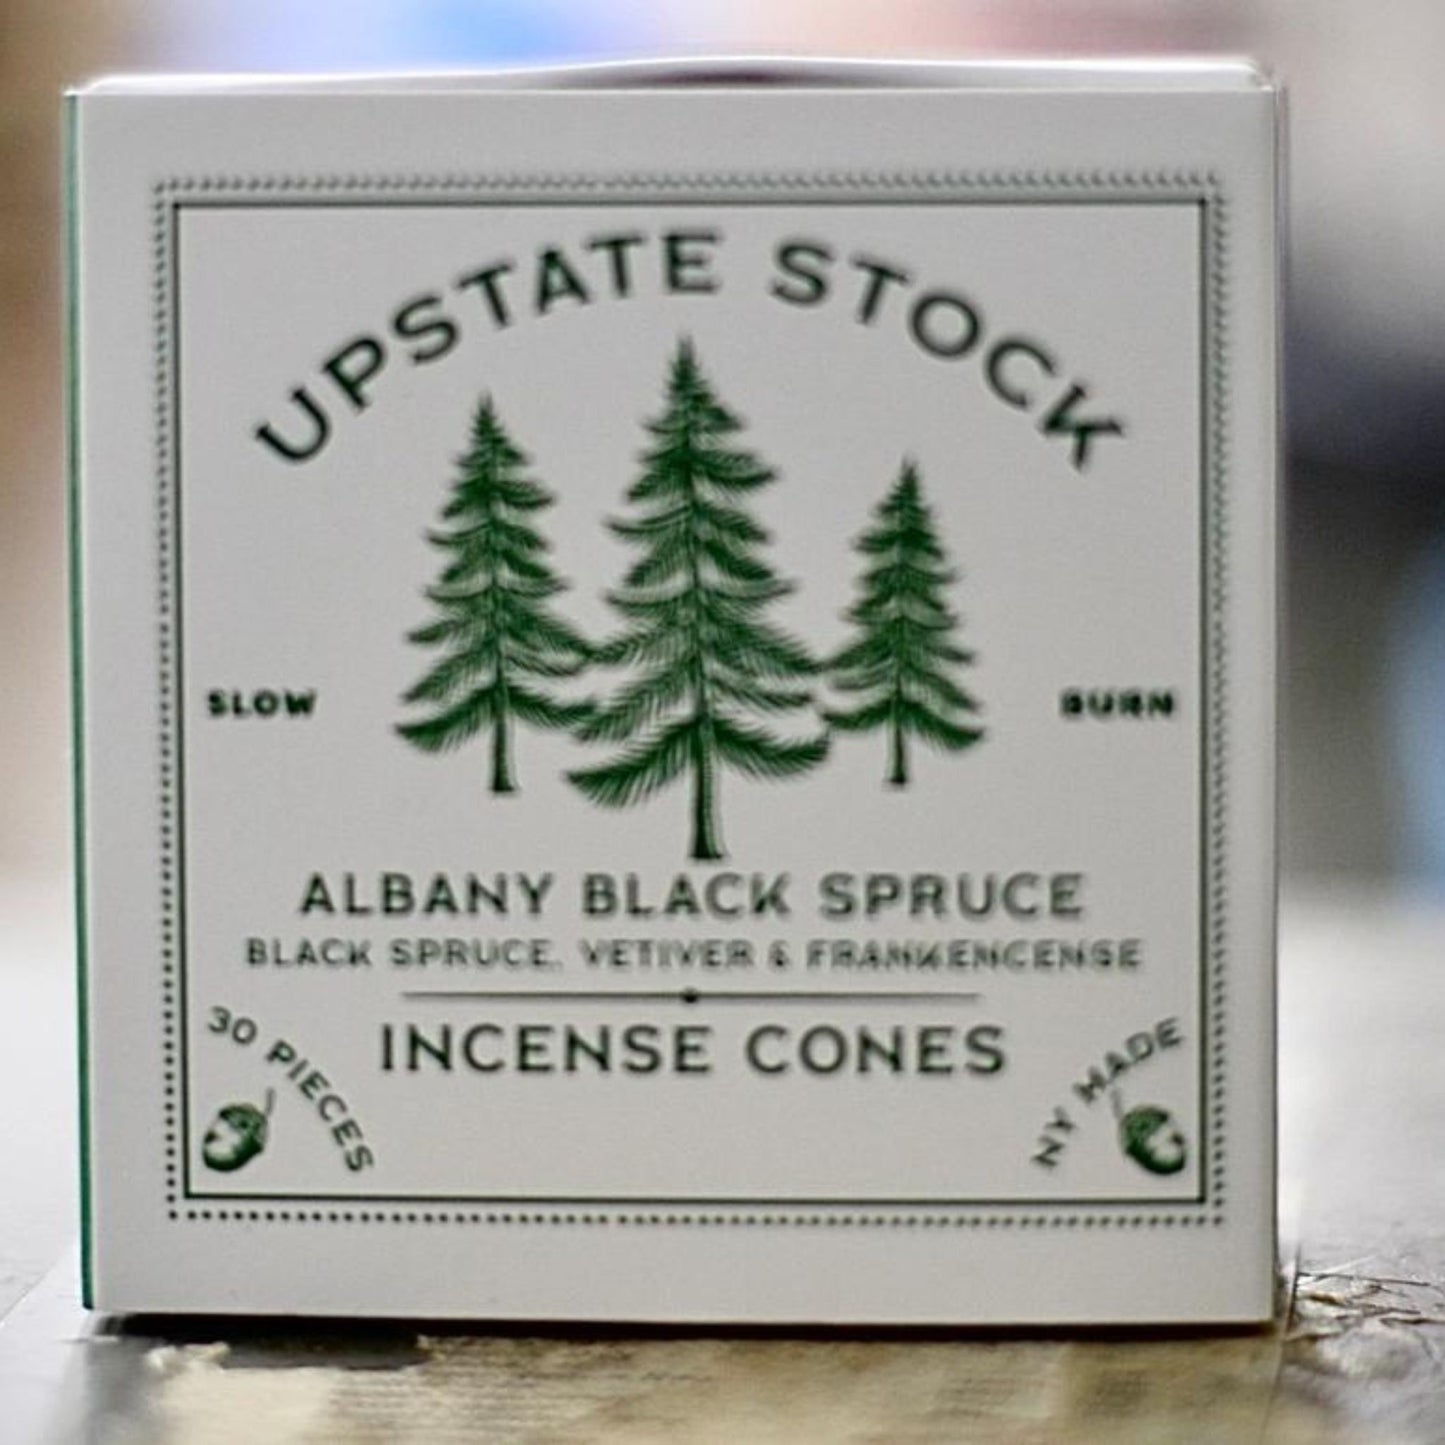 UPSTATE STOCK
SLOW BURN
ALBANY BLACK SPRUCE
BLACK SPRUCE, VETIVER & FRANKENCENSE
INCENSE CONES
30 PIECES
NY MADE